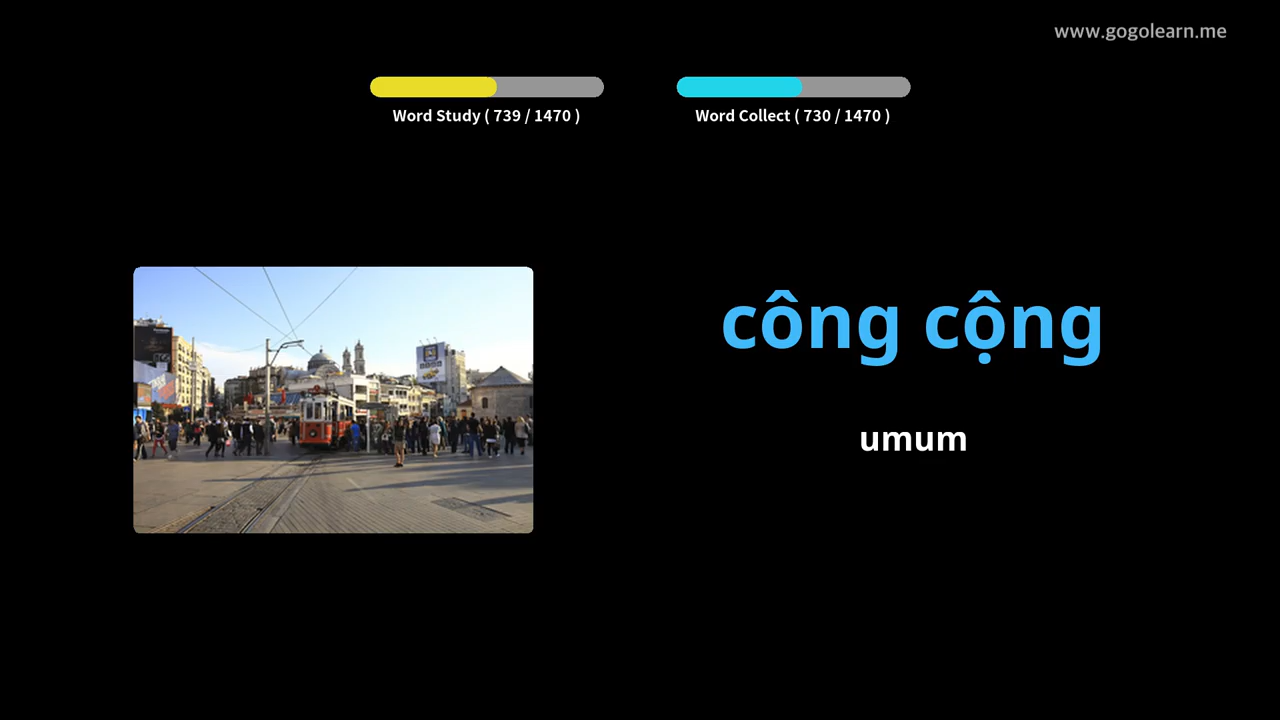 www.gogolearn.me
Word Study ( 739 / 1470 )
Word Collect ( 730 / 1470 )
công cộng
umum